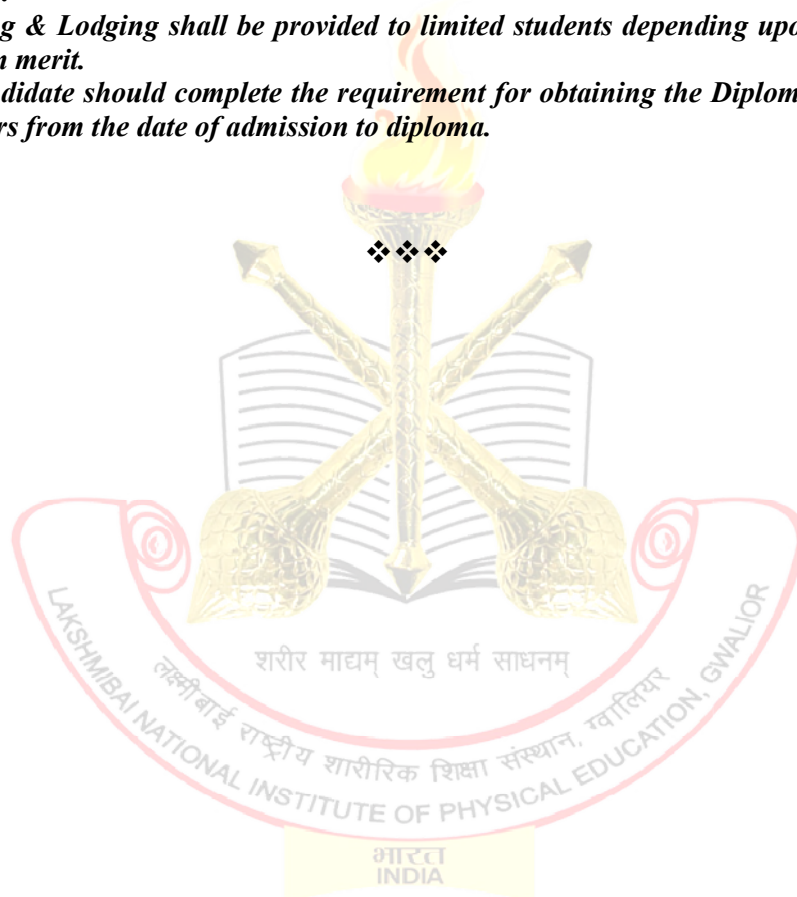 g & Lodging shall be provided to limited students depending upo
n merit.
didate should complete the requirement for obtaining the Diplom
rs from the date of admission to diploma.
❖❖❖
शरीर माद्यम् खलु धर्म साधनम्
लक्ष्मीबाई राष्ट्रीय शारीरिक शिक्षा संस्थान, ग्वालियर
LAKSHMIBAI NATIONAL INSTITUTE OF PHYSICAL EDUCATION, GWALIOR
भारत
INDIA